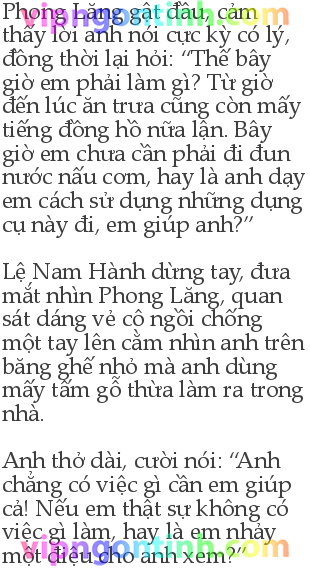 Phong Lăng gật đầu, cảm
thấy lời anh nói cực kỳ có lý,
đồng thời lại hỏi: “Thế bây
giờ em phải làm gì? Từ giờ
đến lúc ăn trưa cũng còn mấy
tiếng đồng hồ nữa lận. Bây
giờ em chưa cần phải đi đun
nước nấu cơm, hay là anh dạy
em cách sử dụng những dụng
cụ này đi, em giúp anh?”

Lệ Nam Hành dừng tay, đưa
mắt nhìn Phong Lăng, quan
sát dáng vẻ cô ngồi chống
một tay lên cằm nhìn anh trên
băng ghế nhỏ mà anh dùng
mấy tấm gỗ thừa làm ra trong
nhà.

Anh thở dài, cười nói: “Anh
chẳng có việc gì cần em giúp
cả! Nếu em thật sự không có
việc gì làm, hay là em nhảy
một điệu cho anh xem?”
vipngontinh.com
vipngontinh.com